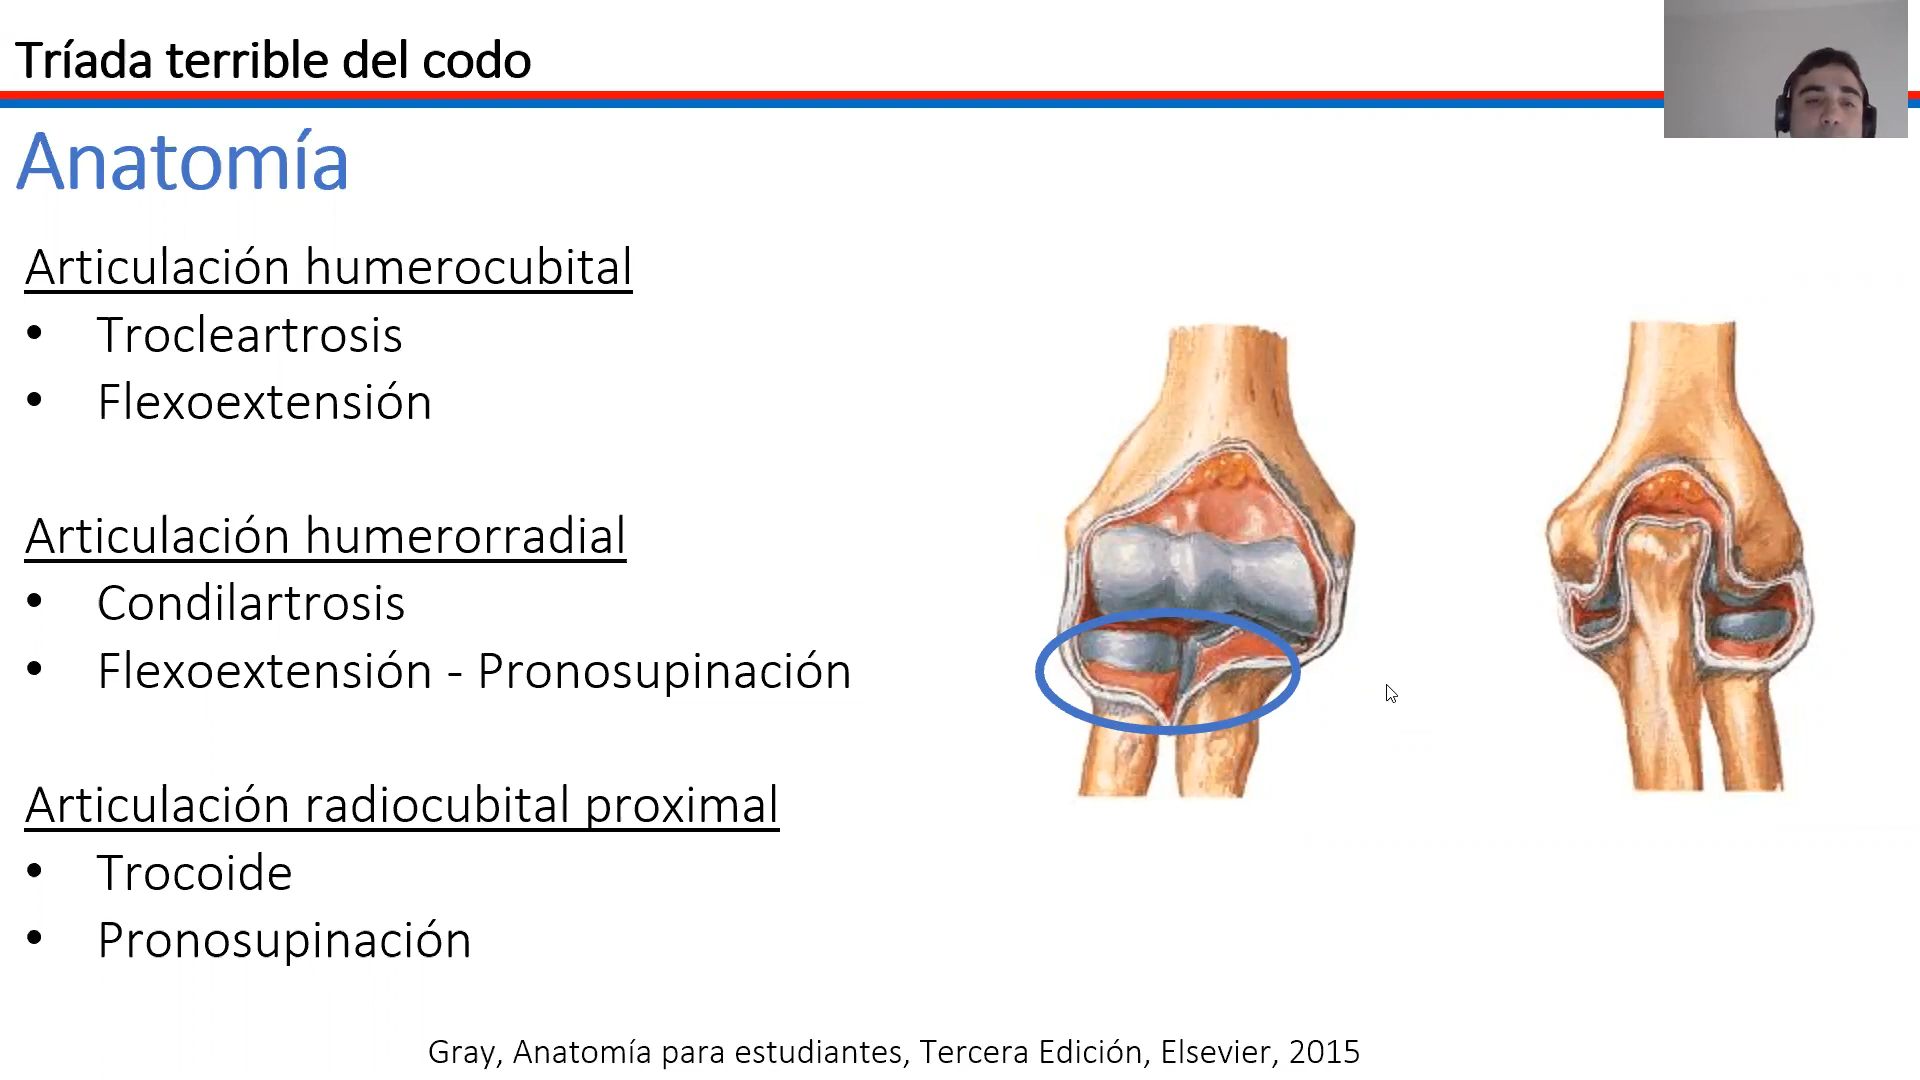 Tríada terrible del codo
Anatomía
Articulación humerocubital
• Trocleartrosis
• Flexoextensión
Articulación humerorradial
• Condilartrosis
• Flexoextensión - Pronosupinación
Articulación radiocubital proximal
• Trocoide
• Pronosupinación
Gray, Anatomía para estudiantes, Tercera Edición, Elsevier, 2015